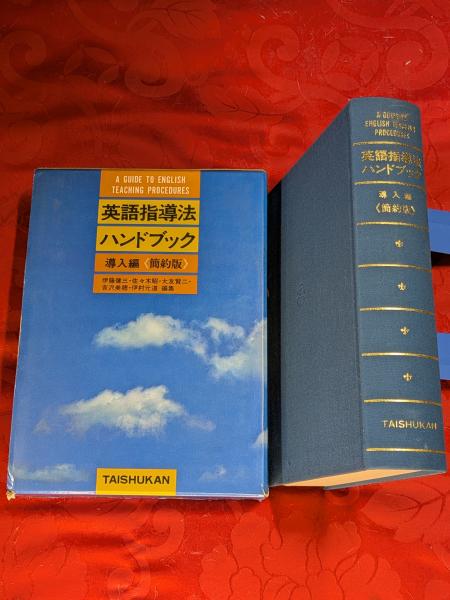 A GUIDE TO ENGLISH
TEACHING PROCEDURES
英語指導法
ハンドブック
導入編〈簡約版〉
伊藤健三・佐々木昭・大友賢二・
吉沢美穂・伊村元道 編集
TAISHUKAN
A GUIDE TO
ENGLISH TEACHING
PROCEDURES
英語指導法
ハンドブック
導入編
〈簡約版〉
TAISHUKAN